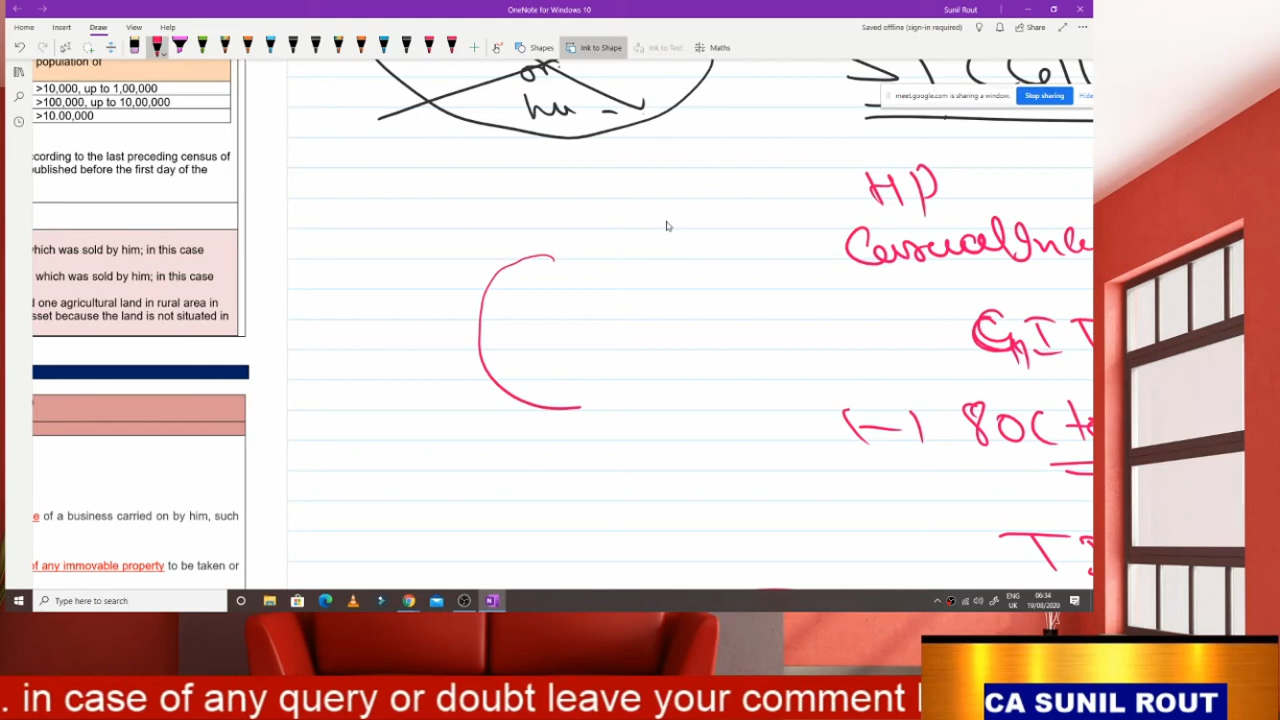 OneNote for Windows 10
Sunil Rout
Home Insert Draw View Help
Saved offline (sign-in required)
Share
Shapes
Ink to Shape
Ink to Text
Maths
population of
>10,000, up to 1,00,000
>100,000, up to 10,00,000
>10.00,000
ccording to the last preceding census of
ublished before the first day of the
hich was sold by him; in this case
which was sold by him; in this case
d one agricultural land in rural area in
sset because the land is not situated in
e of a business carried on by him, such
of any immovable property to be taken or
or
hu -
meet.google.com is sharing a window.
Stop sharing
Hide
HP
Casual Inc
GIT
(-) 80C to
T
Type here to search
ENG
UK
06:34
19/08/2020
. in case of any query or doubt leave your comment
CA SUNIL ROUT